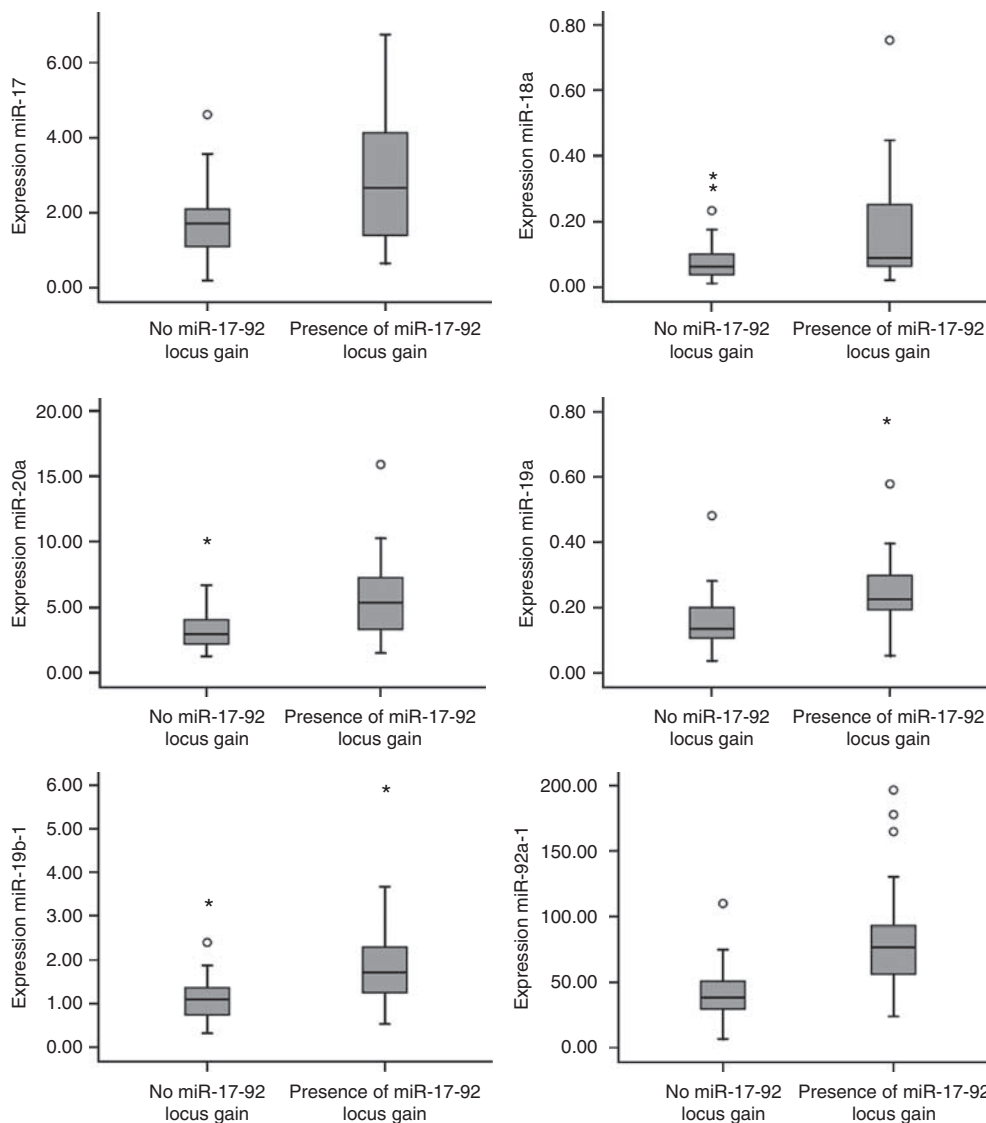 Expression miR-17
6.00
4.00
2.00
0.00
No miR-17-92
locus gain
Presence of miR-17-92
locus gain
Expression miR-18a
0.80
0.60
0.40
0.20
0.00
No miR-17-92
locus gain
Presence of miR-17-92
locus gain
Expression miR-20a
20.00
15.00
10.00
5.00
0.00
*
No miR-17-92
locus gain
Presence of miR-17-92
locus gain
Expression miR-19a
0.80
0.60
0.40
0.20
0.00
*
No miR-17-92
locus gain
Presence of miR-17-92
locus gain
Expression miR-19b-1
6.00
5.00
4.00
3.00
2.00
1.00
0.00
*
*
No miR-17-92
locus gain
Presence of miR-17-92
locus gain
Expression miR-92a-1
200.00
150.00
100.00
50.00
0.00
No miR-17-92
locus gain
Presence of miR-17-92
locus gain